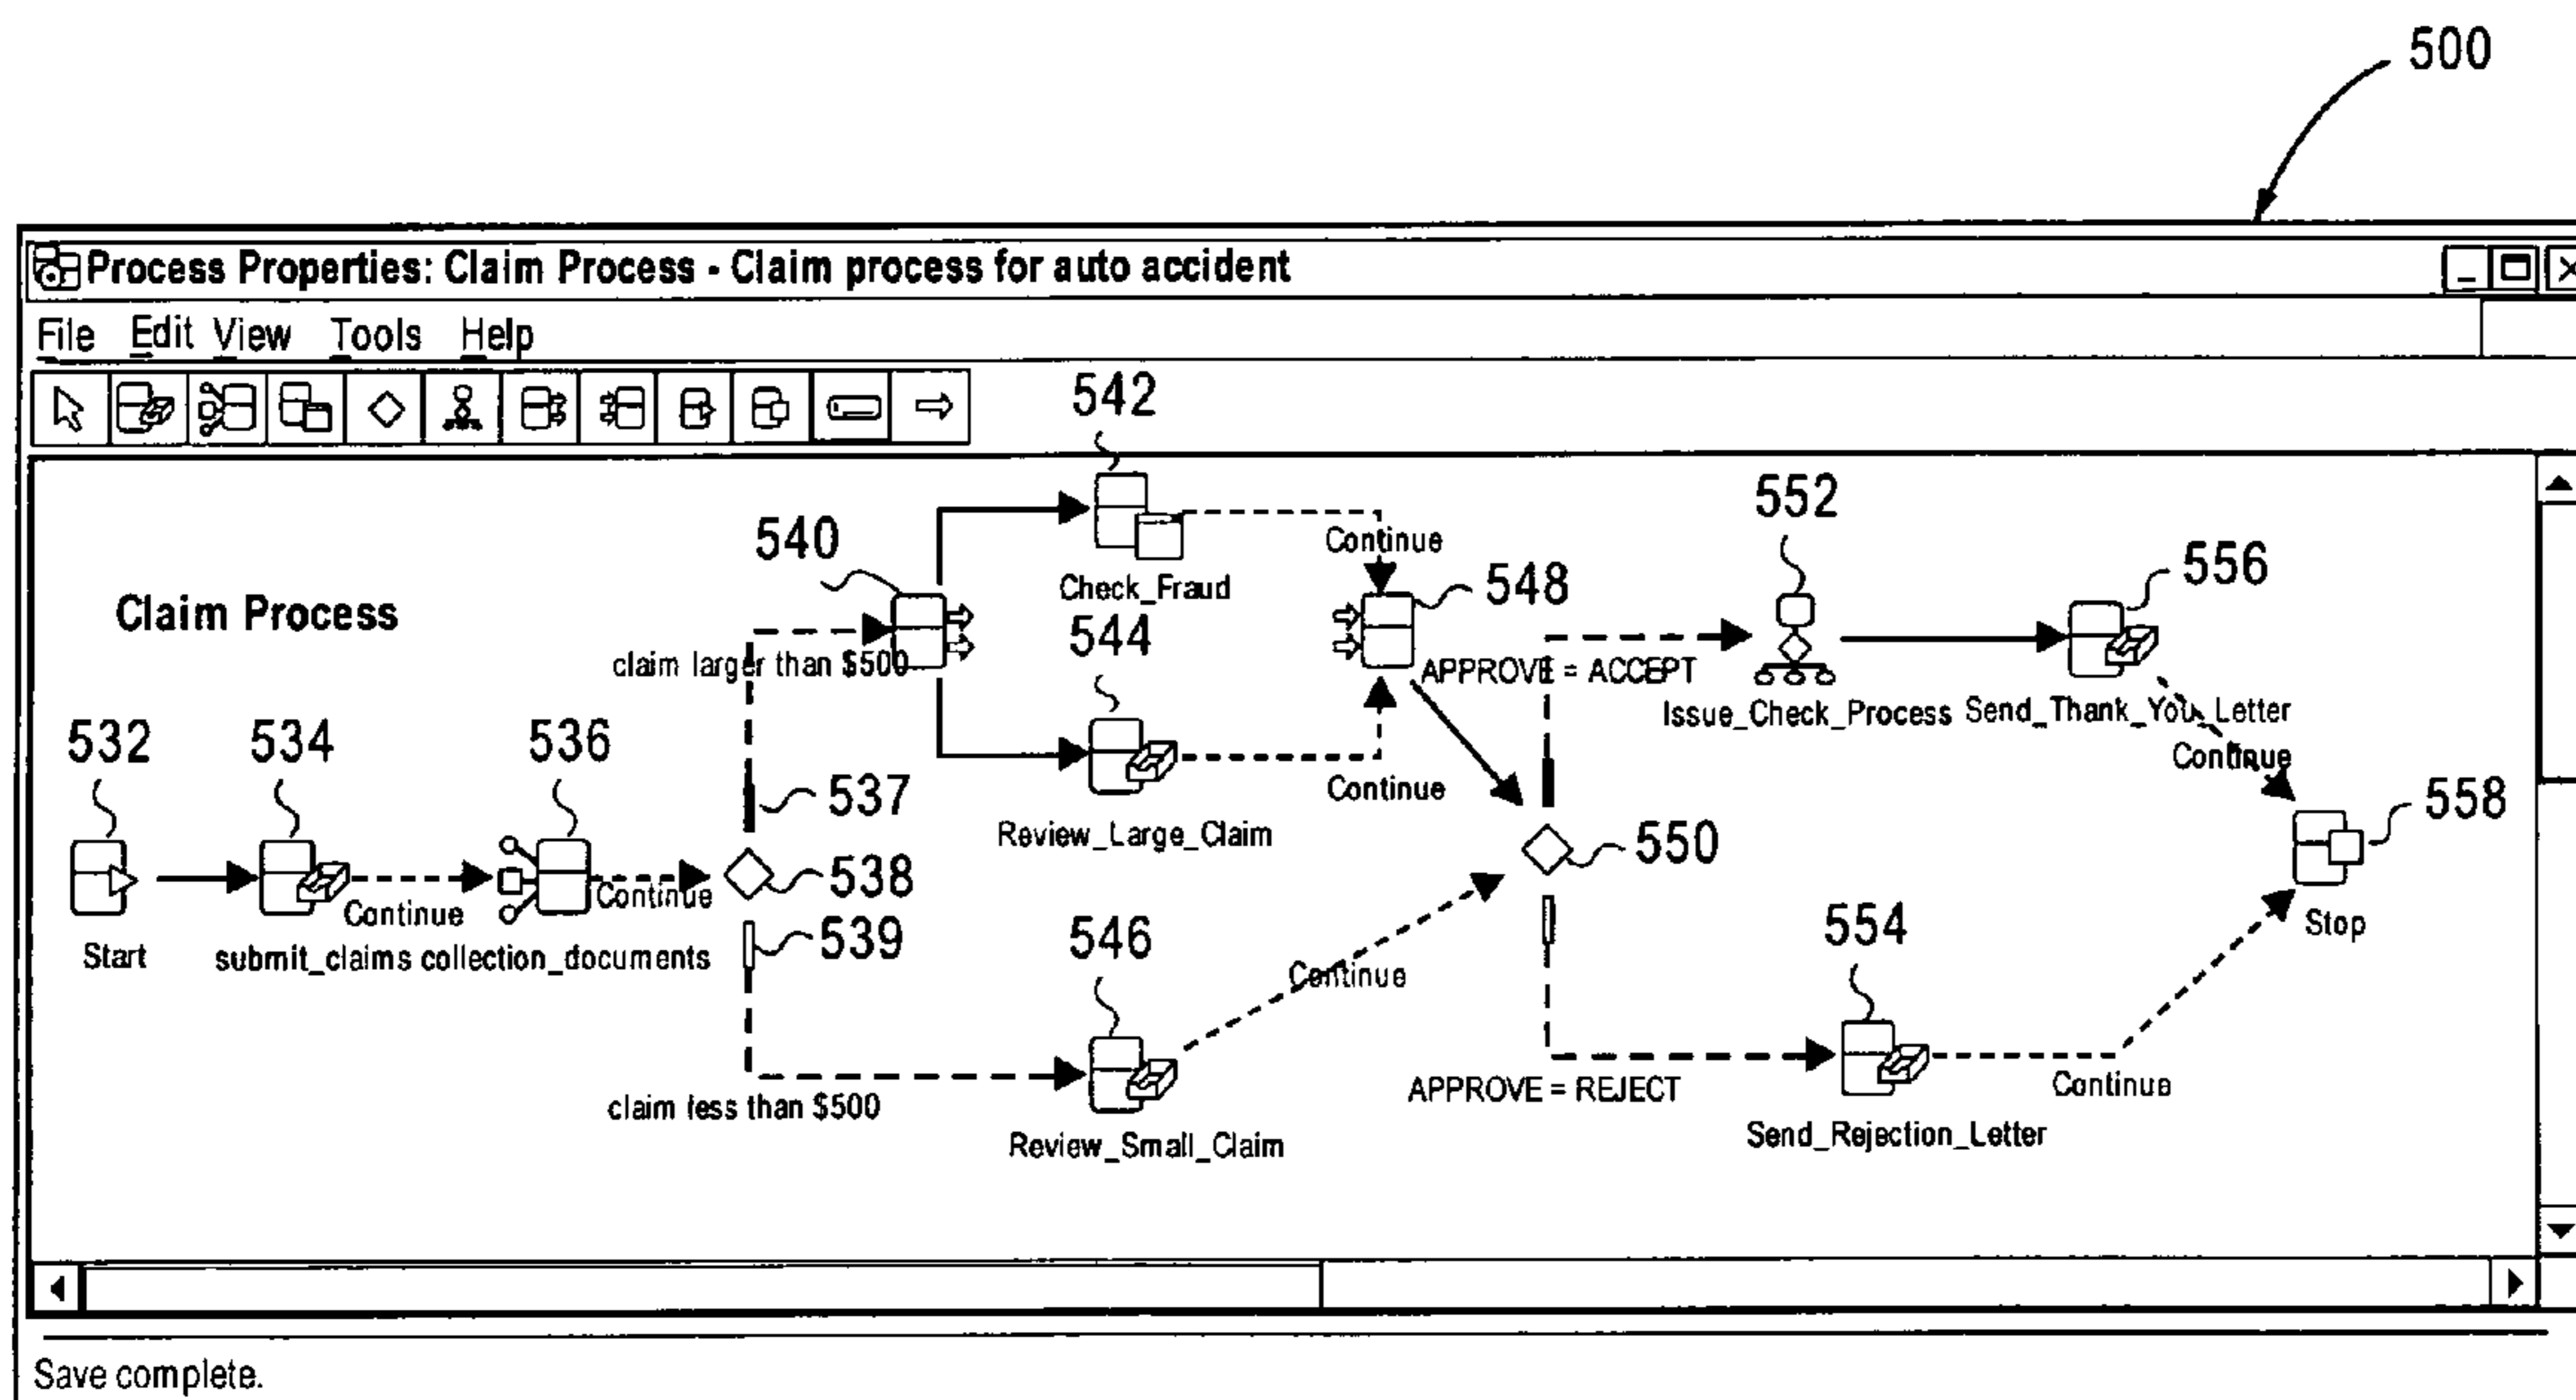 500
Process Properties: Claim Process - Claim process for auto accident
File Edit View Tools Help
542
552
540
Continue
556
548
Check_Fraud
Claim Process
544
claim larger than $500
APPROVE = ACCEPT
Issue_Check_Process Send_Thank_You_Letter
532 534 536
Continue
537
Continue
558
Review_Large_Claim
550
538
Continue
Continue
539
554
Stop
546
Start
submit_claims collection_documents
Continue
Continue
APPROVE = REJECT
claim less than $500
Send_Rejection_Letter
Review_Small_Claim
Save complete.